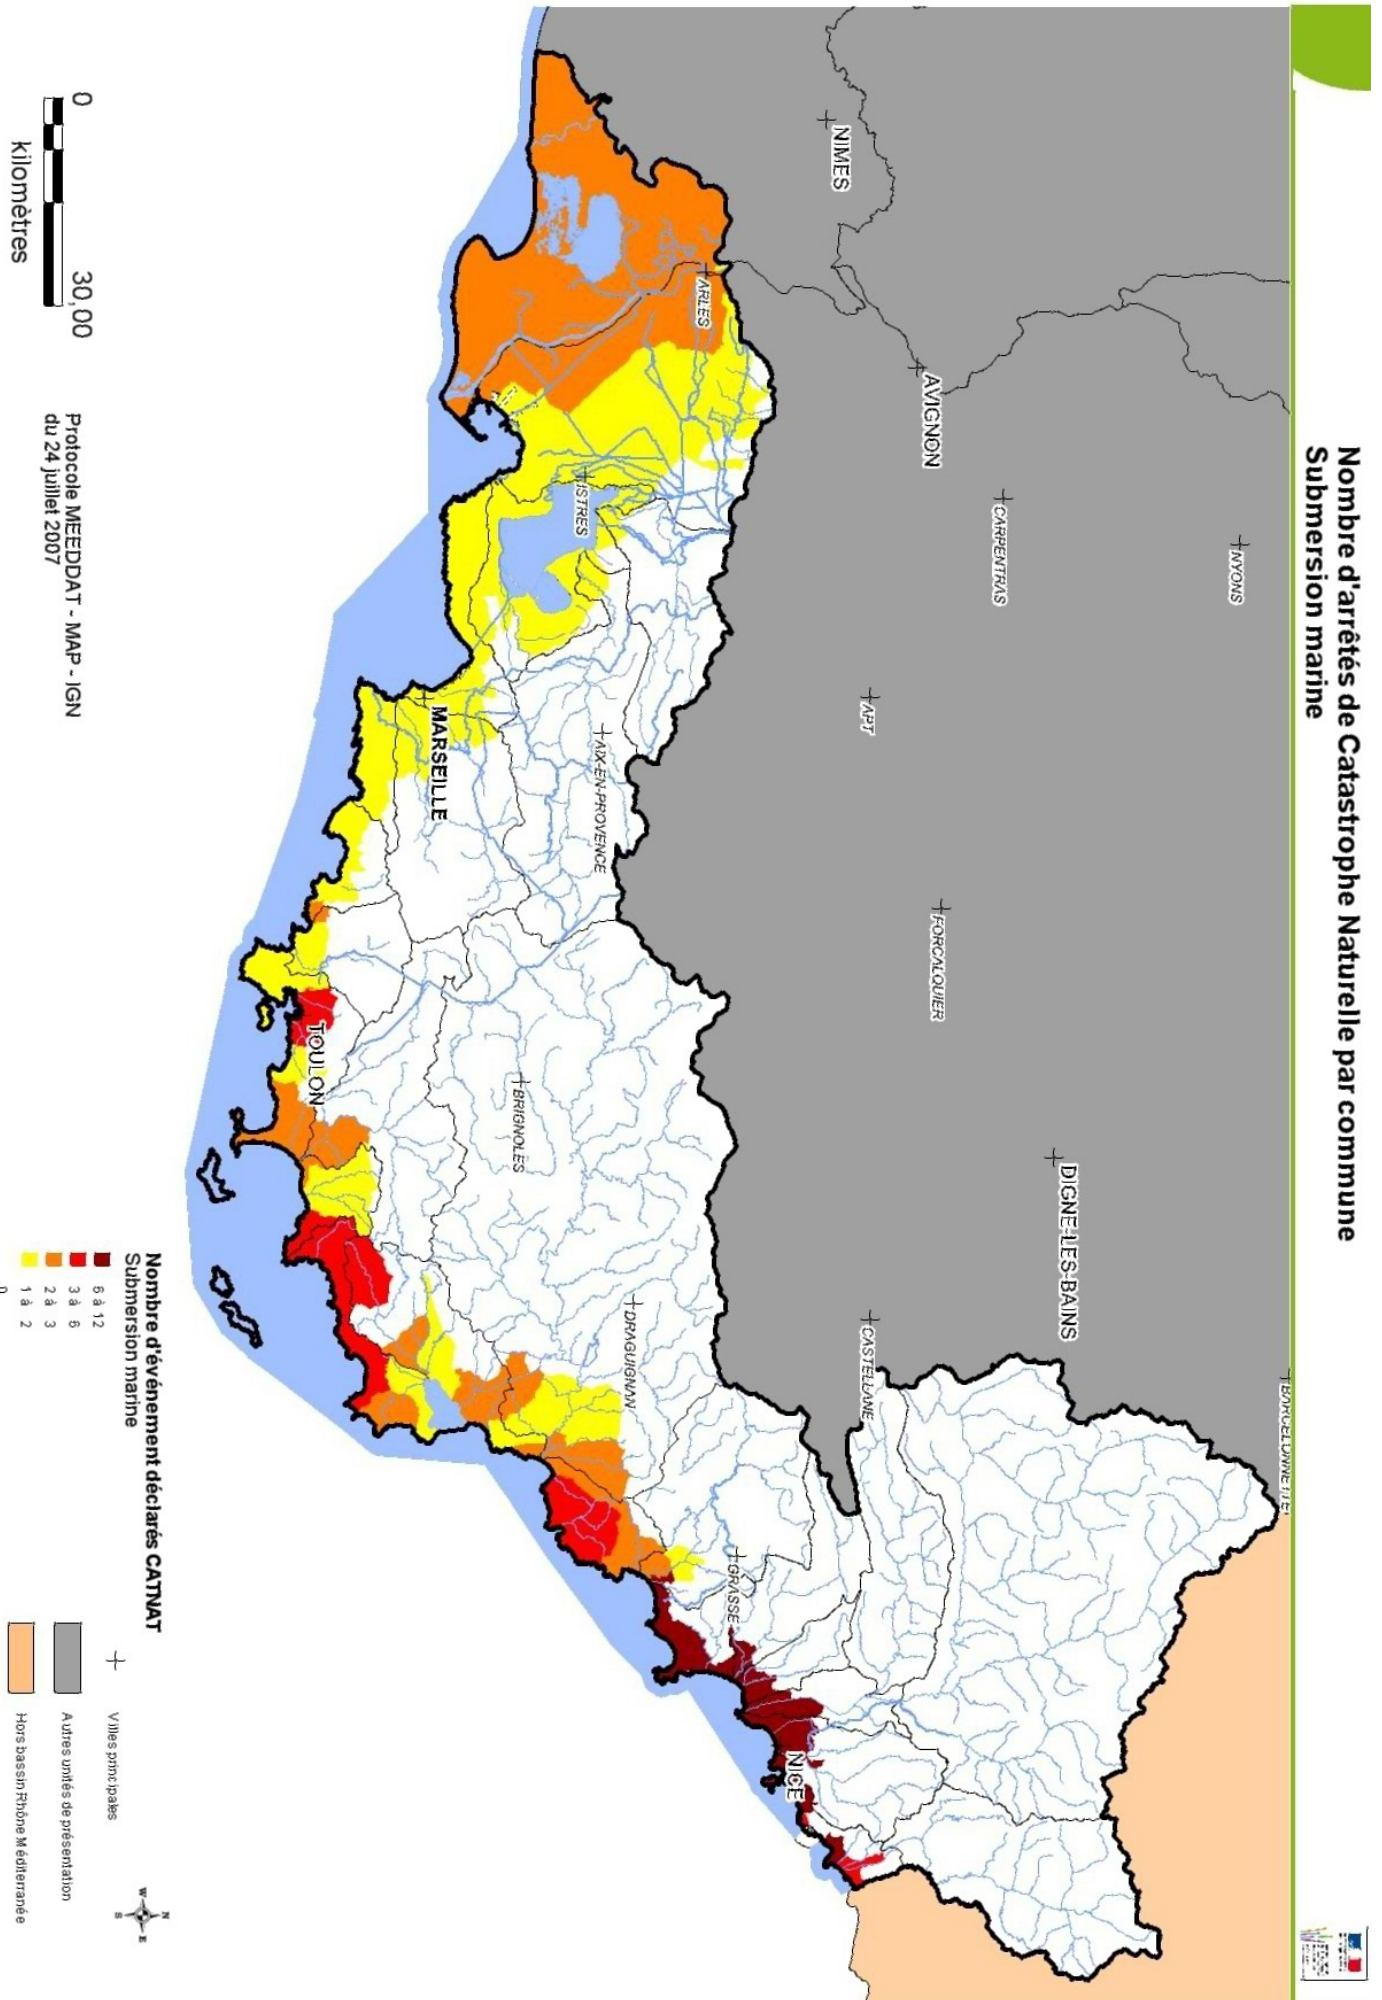 Nombre d'arrêtés de Catastrophe Naturelle par commune
Submersion marine
NYONS
BARCELONNETTE
CARPENTRAS
DIGNE-LES-BAINS
FORCALQUIER
AVIGNON
APT
CASTELLANE
NIMES
ARLES
GRASSE
NICE
DRAGUIGNAN
AIX-EN-PROVENCE
ISTRES
BRIGNOLES
MARSEILLE
TOULON
0 30,00
kilomètres
Protocole MEEDDAT - MAP - IGN
du 24 juillet 2007
Nombre d'événement déclarés CATNAT
Submersion marine
6 à 12
3 à 6
2 à 3
1 à 2
0
Villes principales
Autres unités de présentation
Hors bassin Rhône Méditerranée
N
W E
S